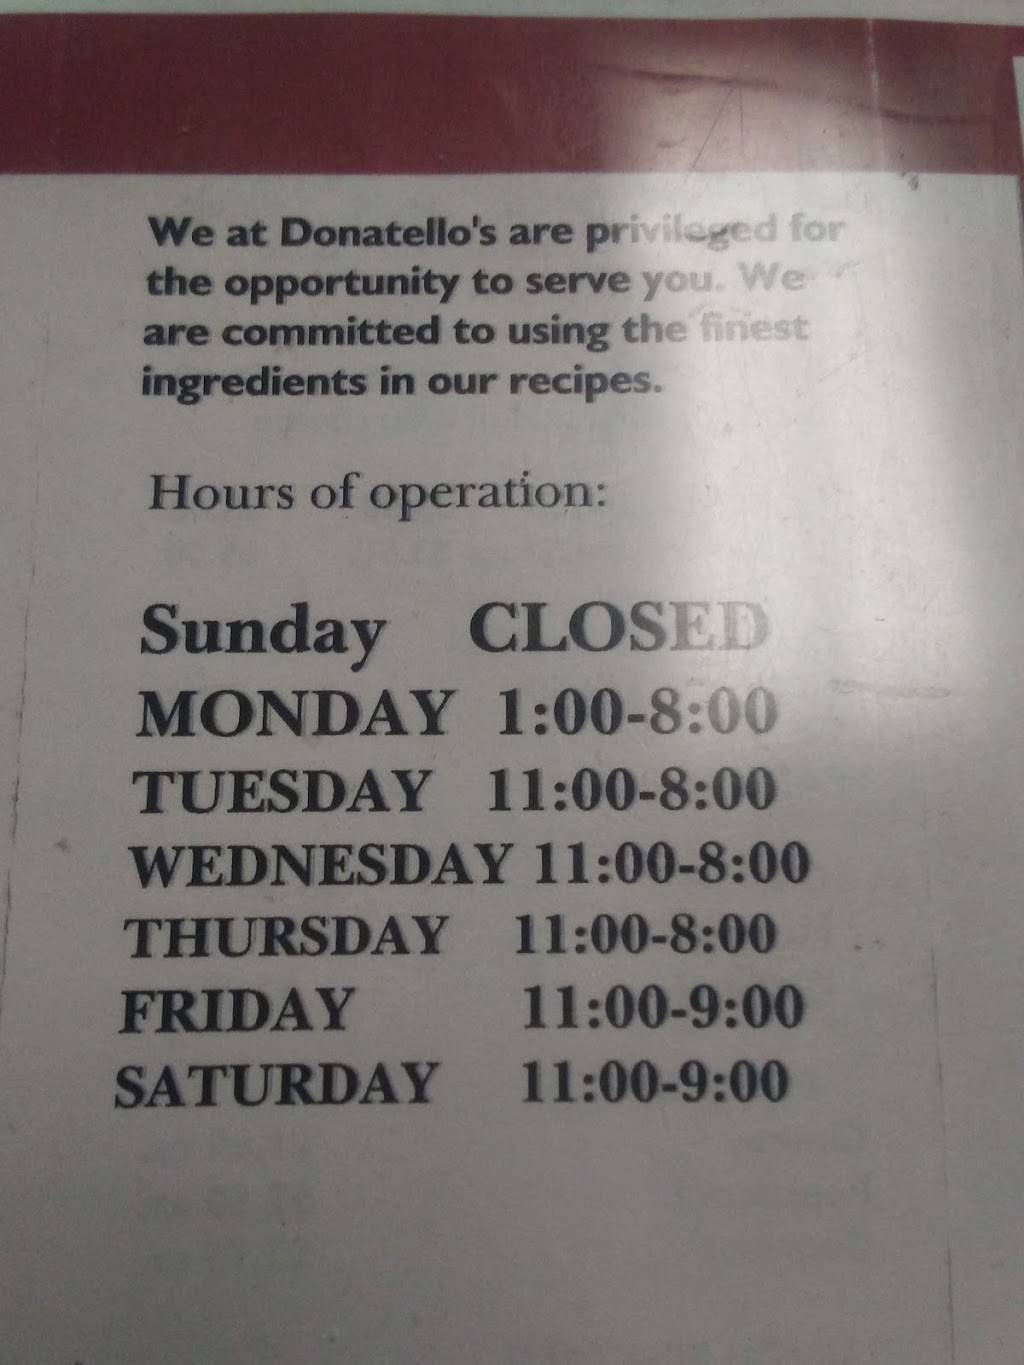 We at Donatello's are privileged for
the opportunity to serve you. We
are committed to using the finest
ingredients in our recipes.
Hours of operation:
Sunday CLOSED
MONDAY 1:00-8:00
TUESDAY 11:00-8:00
WEDNESDAY 11:00-8:00
THURSDAY 11:00-8:00
FRIDAY 11:00-9:00
SATURDAY 11:00-9:00